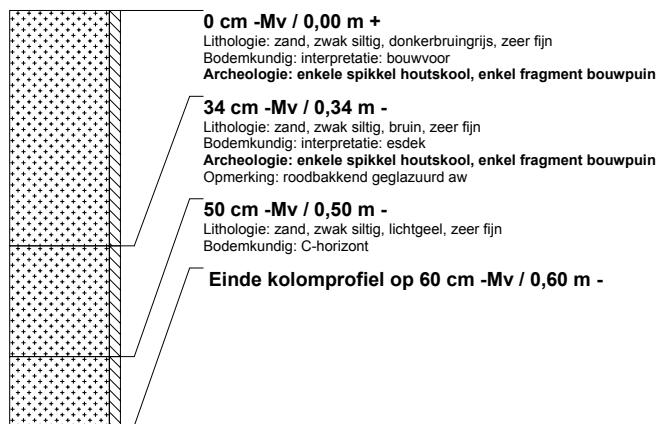 0 cm -Mv / 0,00 m +
Lithologie: zand, zwak siltig, donkerbruingrijs, zeer fijn
Bodemkundig: interpretatie: bouwvoor
Archeologie: enkele spikkel houtskool, enkel fragment bouwpuin
34 cm -Mv / 0,34 m -
Lithologie: zand, zwak siltig, bruin, zeer fijn
Bodemkundig: interpretatie: esdek
Archeologie: enkele spikkel houtskool, enkel fragment bouwpuin
Opmerking: roodbakkend geglazuurd aw
50 cm -Mv / 0,50 m -
Lithologie: zand, zwak siltig, lichtgeel, zeer fijn
Bodemkundig: C-horizont
Einde kolomprofiel op 60 cm -Mv / 0,60 m -